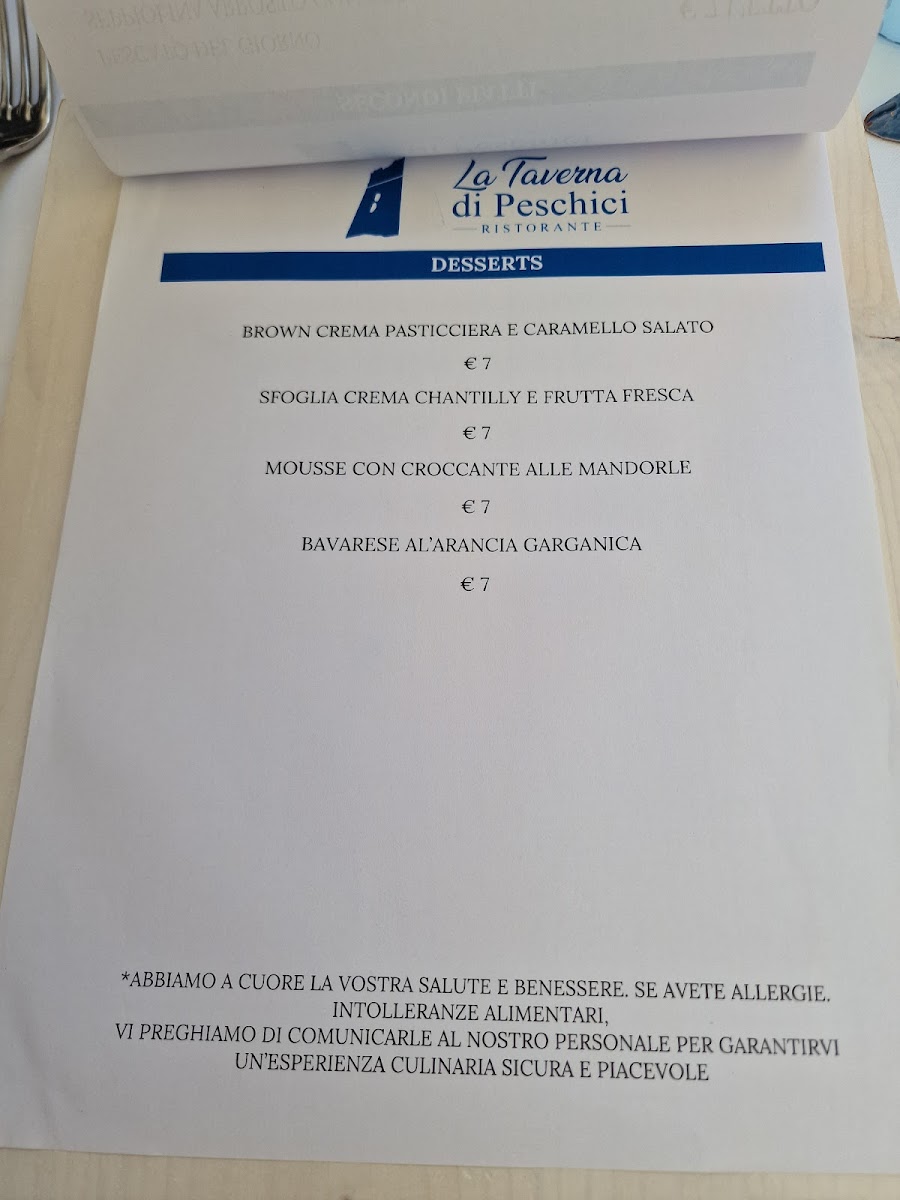 La Taverna
di Peschici
RISTORANTE
DESSERTS
BROWN CREMA PASTICCIERA E CARAMELLO SALATO
€ 7
SFOGLIA CREMA CHANTILLY E FRUTTA FRESCA
€ 7
MOUSSE CON CROCCANTE ALLE MANDORLE
€ 7
BAVARESE AL’ARANCIA GARGANICA
€ 7
*ABBIAMO A CUORE LA VOSTRA SALUTE E BENESSERE. SE AVETE ALLERGIE.
INTOLLERANZE ALIMENTARI,
VI PREGHIAMO DI COMUNICARLE AL NOSTRO PERSONALE PER GARANTIRVI
UN’ESPERIENZA CULINARIA SICURA E PIACEVOLE